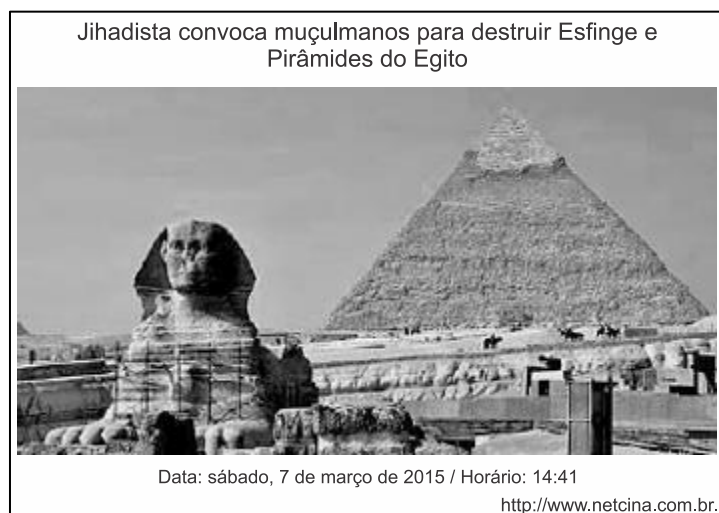 Jihadista convoca muçulmanos para destruir Esfinge e
Pirâmides do Egito
Data: sábado, 7 de março de 2015 / Horário: 14:41
http://www.netcina.com.br.